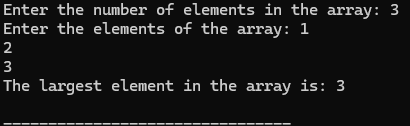 Enter the number of elements in the array: 3
Enter the elements of the array: 1
2
3
The largest element in the array is: 3
________________________________